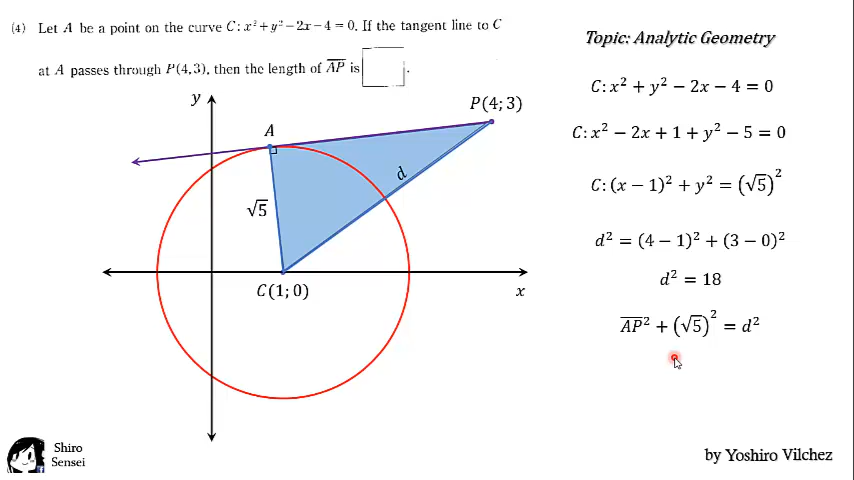 (4) Let A be a point on the curve C: x² + y² − 2x − 4 = 0. If the tangent line to C
at A passes through P(4, 3), then the length of A̅P̅ is .
Topic: Analytic Geometry
C: x² + y² − 2x − 4 = 0
C: x² − 2x + 1 + y² − 5 = 0
C: (x − 1)² + y² = (√5)²
d² = (4 − 1)² + (3 − 0)²
d² = 18
A̅P̅² + (√5)² = d²
y
P(4; 3)
A
d
√5
C(1; 0)
x
Shiro
Sensei
by Yoshiro Vilchez